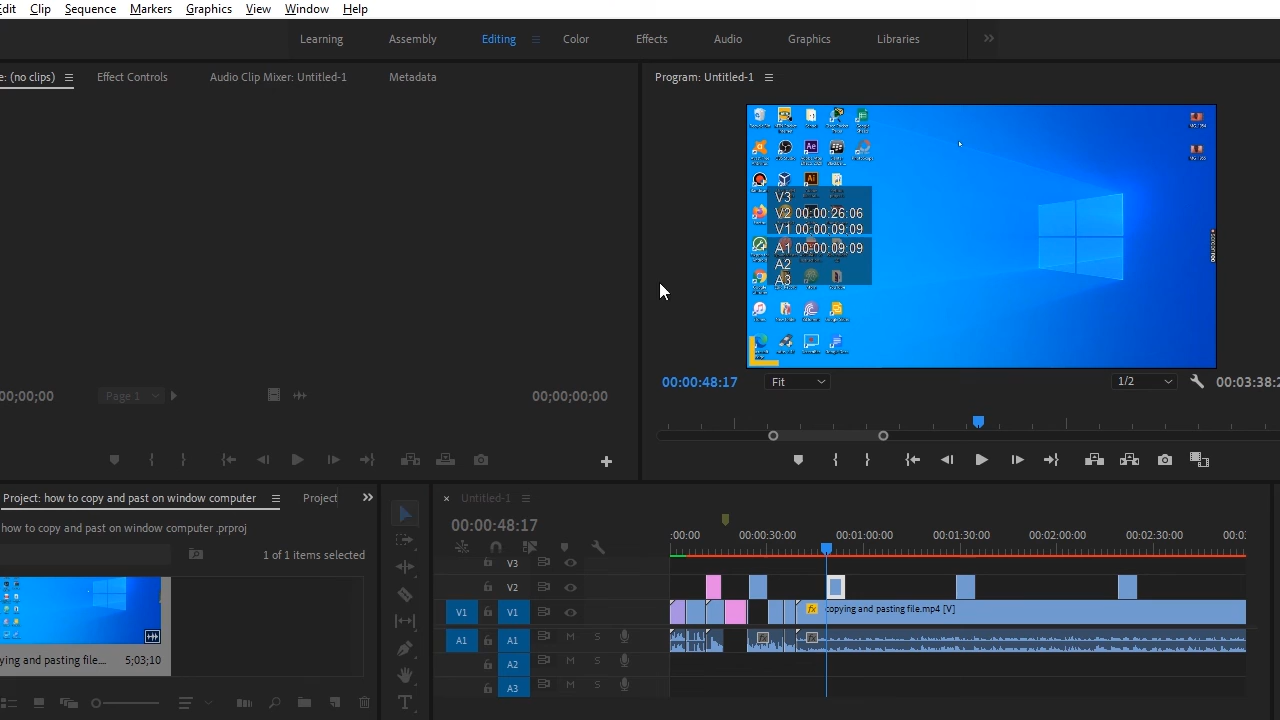 Edit Clip Sequence Markers Graphics View Window Help
Learning Assembly Editing Color Effects Audio Graphics Libraries
e: (no clips) Effect Controls Audio Clip Mixer: Untitled-1 Metadata
Program: Untitled-1
V3
V2 00:00:26:06
V1 00:00:09:09
A1 00:00:09:09
A2
A3
00:00:48:17 Fit 1/2 00:03:38:2
00;00;00 Page 1 00;00;00;00
Project: how to copy and past on window computer Project
how to copy and past on window computer .prproj
1 of 1 items selected
ying and pasting file.... 5;03;10
Untitled-1
00:00:48:17
:00:00 00:00:30:00 00:01:00:00 00:01:30:00 00:02:00:00 00:02:30:00 00:0
V3
V2
V1 V1 fx copying and pasting file.mp4 [V]
A1 A1 M S fx fx
A2 M S
A3 M S